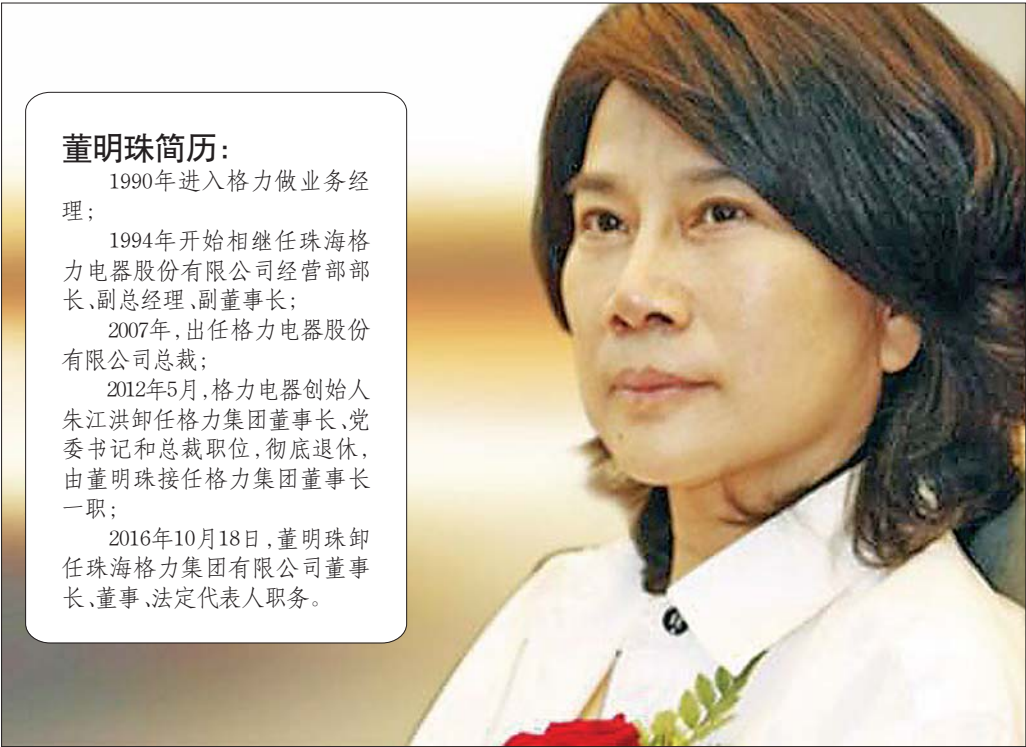 董明珠简历：
1990年进入格力做业务经
理；
1994年开始相继任珠海格
力电器股份有限公司经营部部
长、副总经理、副董事长；
2007年，出任格力电器股份
有限公司总裁；
2012年5月，格力电器创始人
朱江洪卸任格力集团董事长、党
委书记和总裁职位，彻底退休，
由董明珠接任格力集团董事长
一职；
2016年10月18日，董明珠卸
任珠海格力集团有限公司董事
长、董事、法定代表人职务。